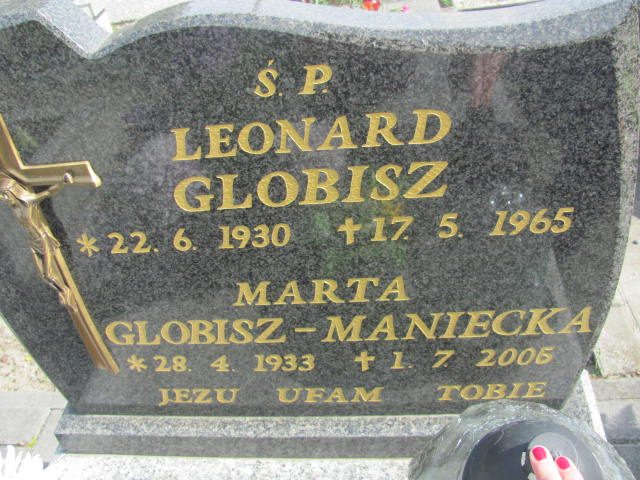 Ś. P.
LEONARD
GLOBISZ
* 22. 6. 1930 ✝ 17. 5. 1965
MARTA
GLOBISZ – MANIECKA
* 28. 4. 1933 ✝ 1. 7. 2005
JEZU UFAM TOBIE